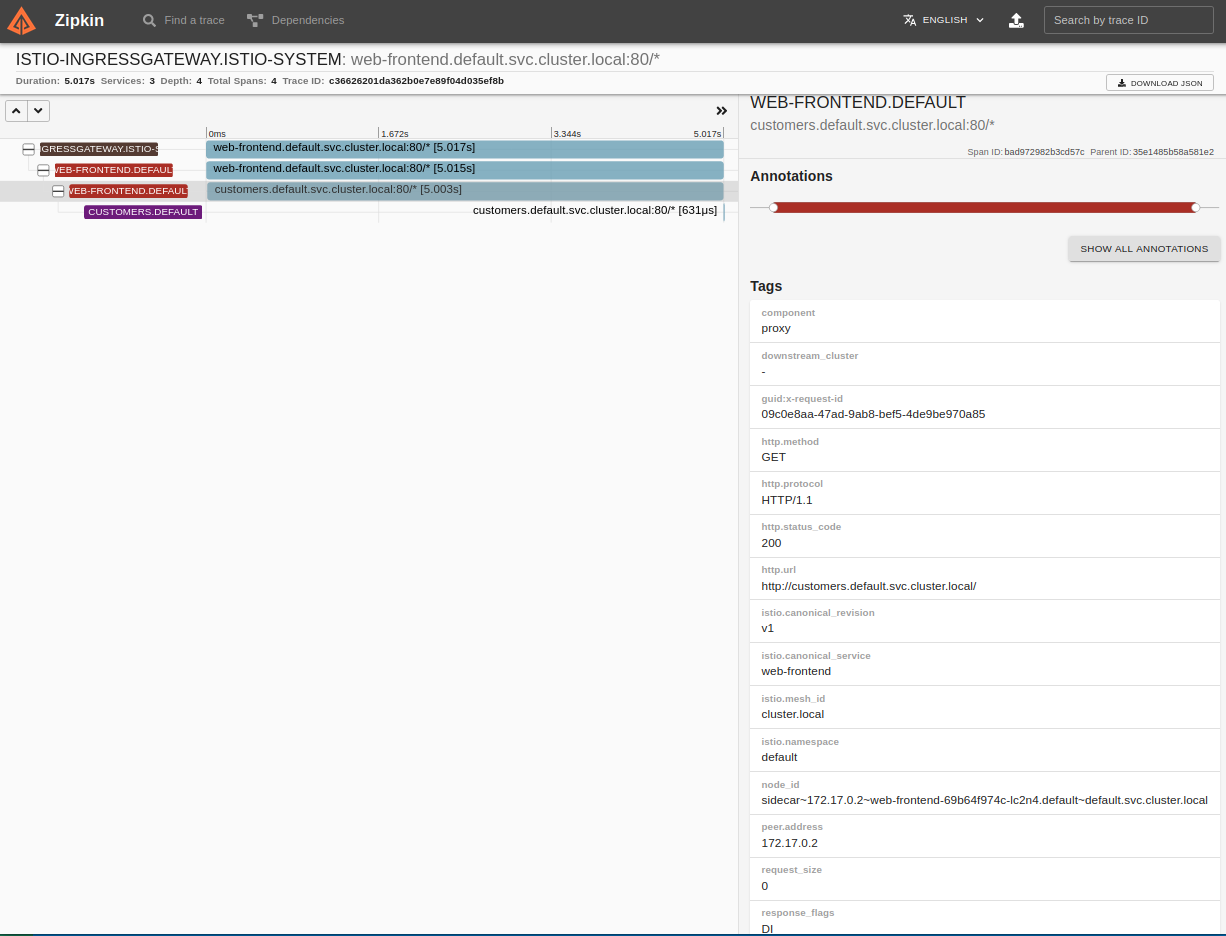 Zipkin
Find a trace
Dependencies
ENGLISH
Search by trace ID
ISTIO-INGRESSGATEWAY.ISTIO-SYSTEM: web-frontend.default.svc.cluster.local:80/*
Duration: 5.017s Services: 3 Depth: 4 Total Spans: 4 Trace ID: c36626201da362b0e7e89f04d035ef8b
DOWNLOAD JSON
0ms 1.672s 3.344s 5.017s
GRESSGATEWAY.ISTIO-S web-frontend.default.svc.cluster.local:80/* [5.017s]
WEB-FRONTEND.DEFAUL web-frontend.default.svc.cluster.local:80/* [5.015s]
WEB-FRONTEND.DEFAUL customers.default.svc.cluster.local:80/* [5.003s]
CUSTOMERS.DEFAULT customers.default.svc.cluster.local:80/* [631μs]
WEB-FRONTEND.DEFAULT
customers.default.svc.cluster.local:80/*
Span ID: bad972982b3cd57c Parent ID: 35e1485b58a581e2
Annotations
SHOW ALL ANNOTATIONS
Tags
component
proxy
downstream_cluster
-
guid:x-request-id
09c0e8aa-47ad-9ab8-bef5-4de9be970a85
http.method
GET
http.protocol
HTTP/1.1
http.status_code
200
http.url
http://customers.default.svc.cluster.local/
istio.canonical_revision
v1
istio.canonical_service
web-frontend
istio.mesh_id
cluster.local
istio.namespace
default
node_id
sidecar~172.17.0.2~web-frontend-69b64f974c-lc2n4.default~default.svc.cluster.local
peer.address
172.17.0.2
request_size
0
response_flags
DI